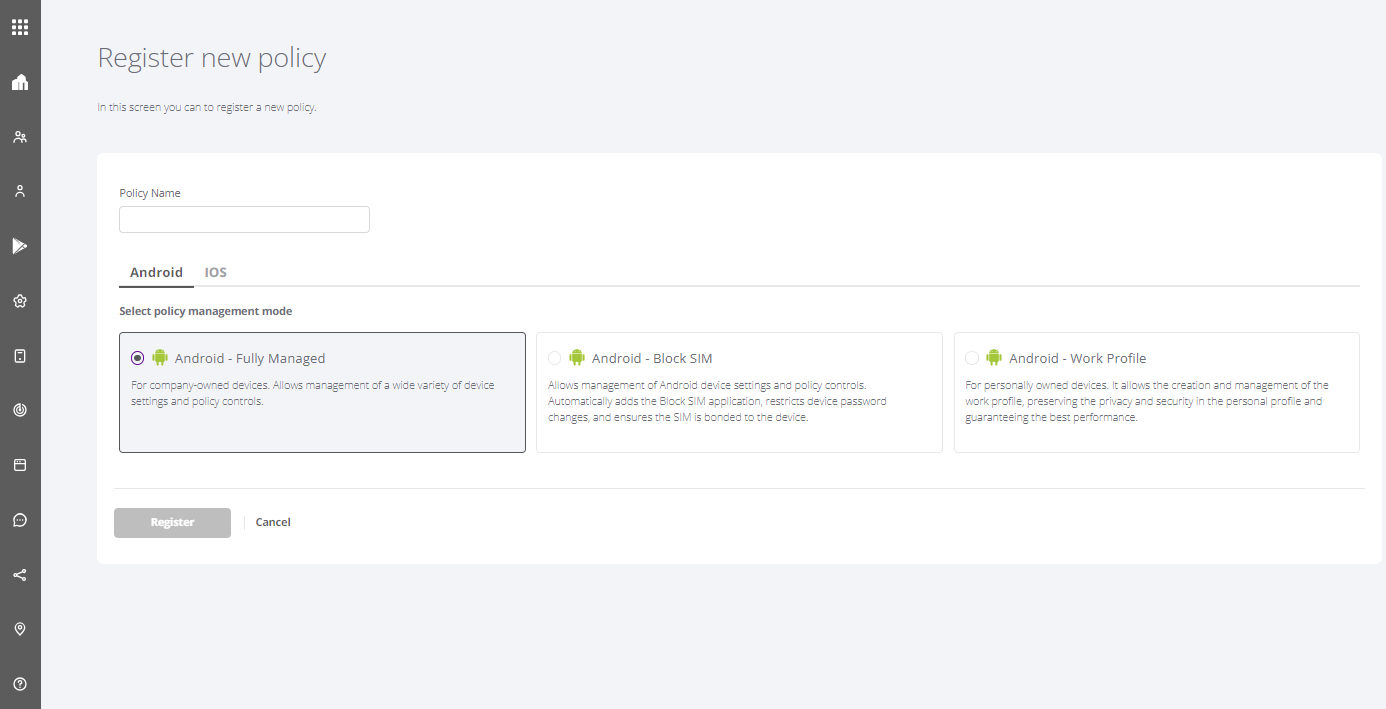 Register new policy
In this screen you can to register a new policy.
Policy Name
Android IOS
Select policy management mode
Android - Fully Managed
For company-owned devices. Allows management of a wide variety of device
settings and policy controls.
Android - Block SIM
Allows management of Android device settings and policy controls.
Automatically adds the Block SIM application, restricts device password
changes, and ensures the SIM is bonded to the device.
Android - Work Profile
For personally owned devices. It allows the creation and management of the
work profile, preserving the privacy and security in the personal profile and
guaranteeing the best performance.
Register Cancel